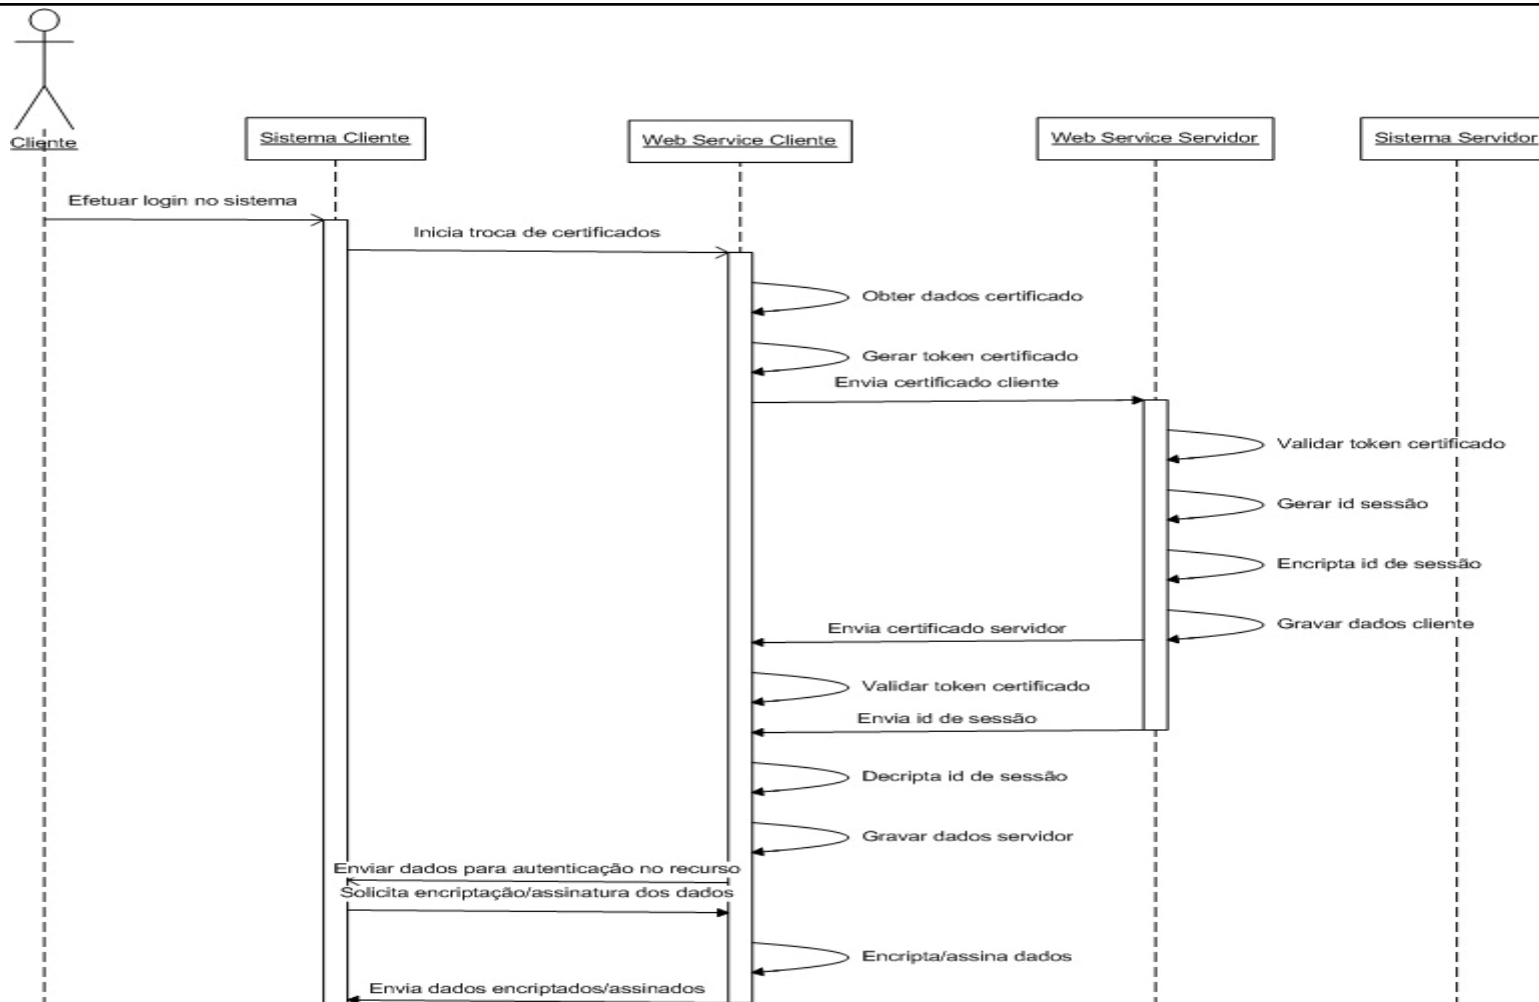 Cliente
Sistema Cliente
Web Service Cliente
Web Service Servidor
Sistema Servidor
Efetuar login no sistema
Inicia troca de certificados
Obter dados certificado
Gerar token certificado
Envia certificado cliente
Validar token certificado
Gerar id sessão
Encripta id de sessão
Gravar dados cliente
Envia certificado servidor
Validar token certificado
Envia id de sessão
Decripta id de sessão
Gravar dados servidor
Enviar dados para autenticação no recurso
Solicita encriptação/assinatura dos dados
Encripta/assina dados
Envia dados encriptados/assinados